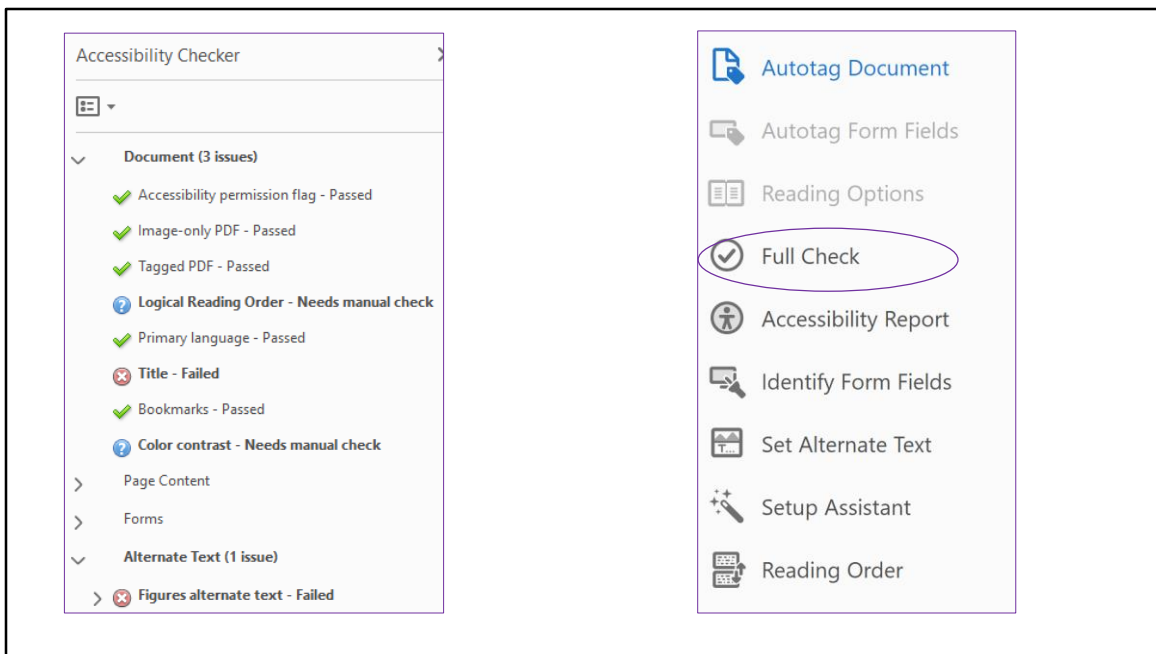 Accessibility Checker
Document (3 issues)
Accessibility permission flag - Passed
Image-only PDF - Passed
Tagged PDF - Passed
Logical Reading Order - Needs manual check
Primary language - Passed
Title - Failed
Bookmarks - Passed
Color contrast - Needs manual check
Page Content
Forms
Alternate Text (1 issue)
Figures alternate text - Failed
Autotag Document
Autotag Form Fields
Reading Options
Full Check
Accessibility Report
Identify Form Fields
Set Alternate Text
Setup Assistant
Reading Order